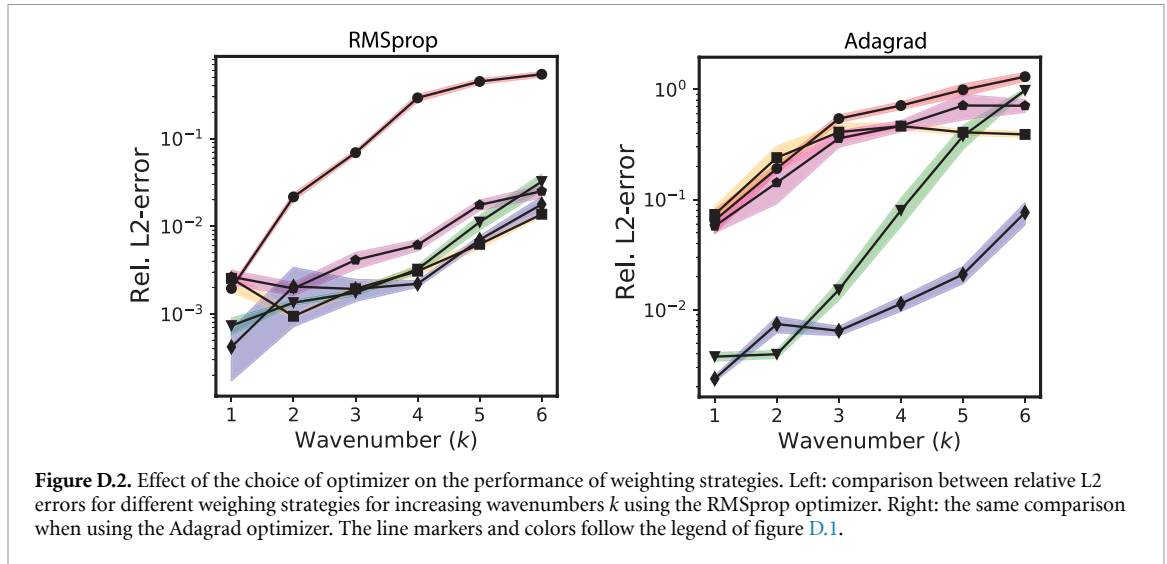 RMSprop
Adagrad
Rel. L2-error
10⁻¹
10⁻²
10⁻³
1 2 3 4 5 6
Wavenumber (k)
Rel. L2-error
10⁰
10⁻¹
10⁻²
1 2 3 4 5 6
Wavenumber (k)
Figure D.2. Effect of the choice of optimizer on the performance of weighting strategies. Left: comparison between relative L2
errors for different weighing strategies for increasing wavenumbers k using the RMSprop optimizer. Right: the same comparison
when using the Adagrad optimizer. The line markers and colors follow the legend of figure D.1.